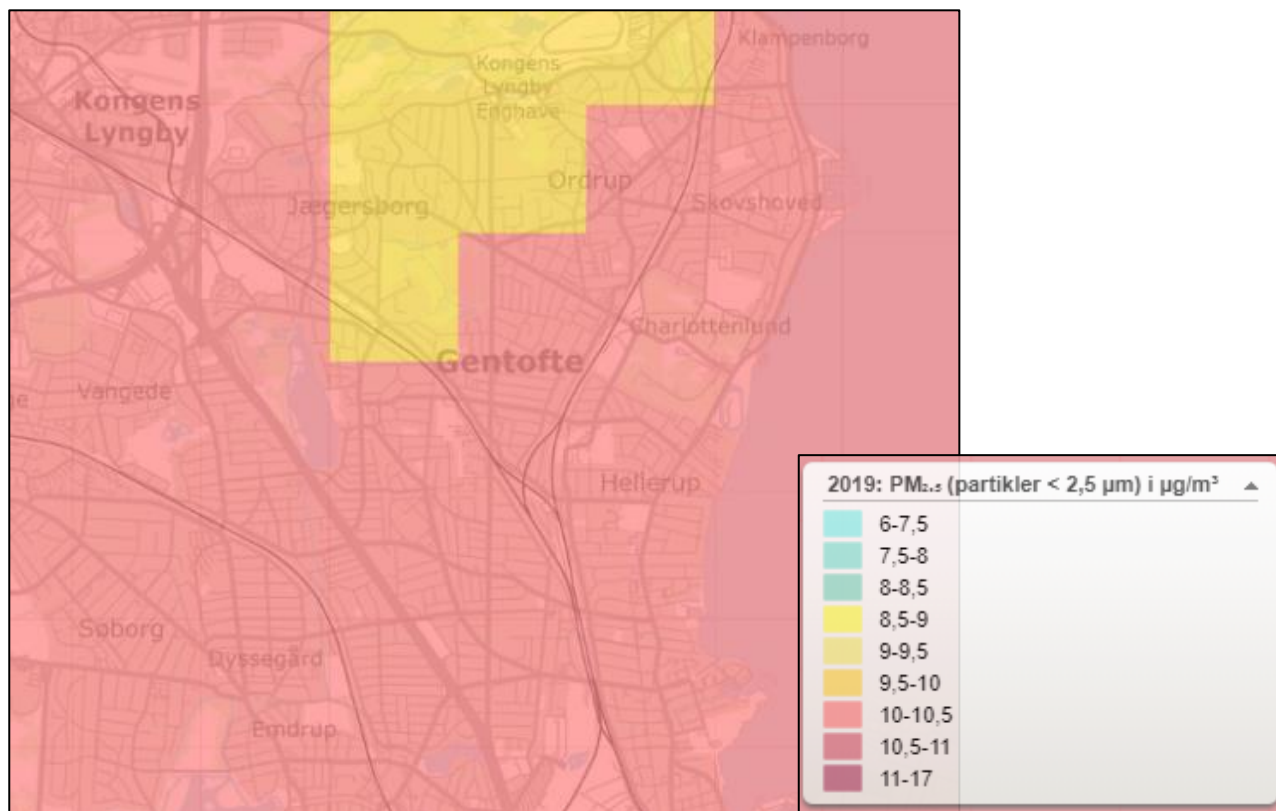 Klampenborg
Kongens
Lyngby
Enghave
Kongens
Lyngby
Ordrup
Jægersborg
Skovshoved
Charlottenlund
Gentofte
Vangede
Hellerup
Søborg
Dyssegård
Emdrup
2019: PM₂.₅ (partikler < 2,5 µm) i µg/m³
6-7,5
7,5-8
8-8,5
8,5-9
9-9,5
9,5-10
10-10,5
10,5-11
11-17